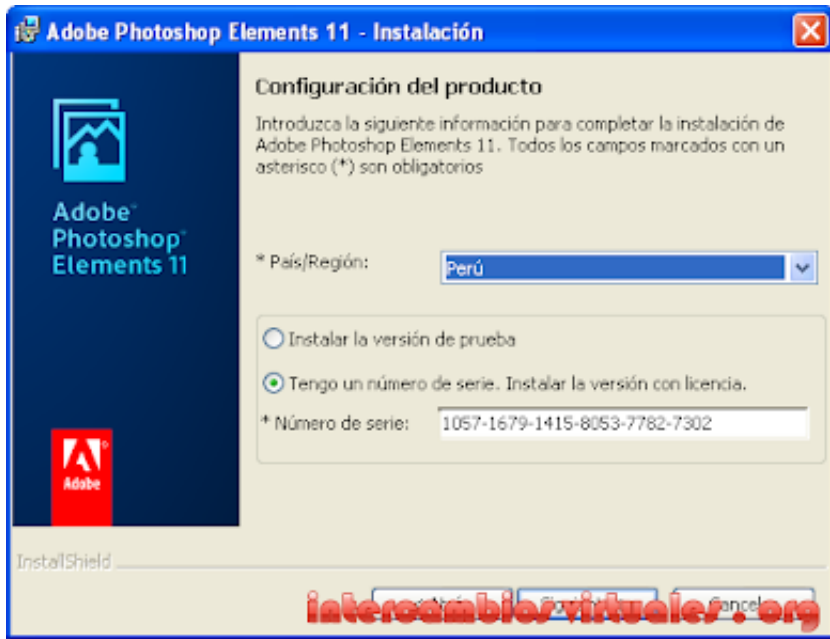 Adobe Photoshop Elements 11 - Instalación
Configuración del producto
Introduzca la siguiente información para completar la instalación de
Adobe Photoshop Elements 11. Todos los campos marcados con un
asterisco (*) son obligatorios
Adobe®
Photoshop®
Elements 11
* País/Región:
Perú
Instalar la versión de prueba
Tengo un número de serie. Instalar la versión con licencia.
* Número de serie:
1057-1679-1415-8053-7782-7302
Adobe
InstallShield
intercambiosvirtuales.org